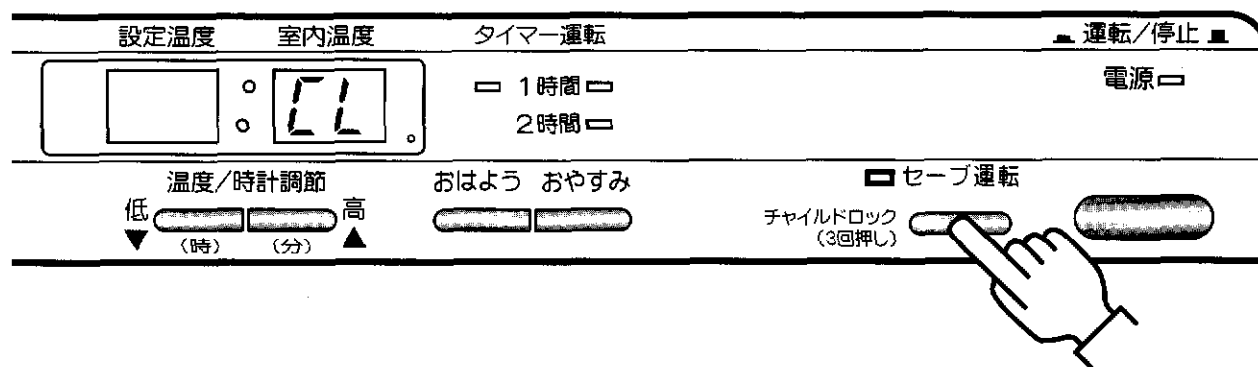 設定温度 室内温度 タイマー運転 運転/停止
CL 1時間 電源
2時間
温度/時計調節 おはよう おやすみ セーブ運転
低 高 チャイルドロック
(時) (分) (3回押し)